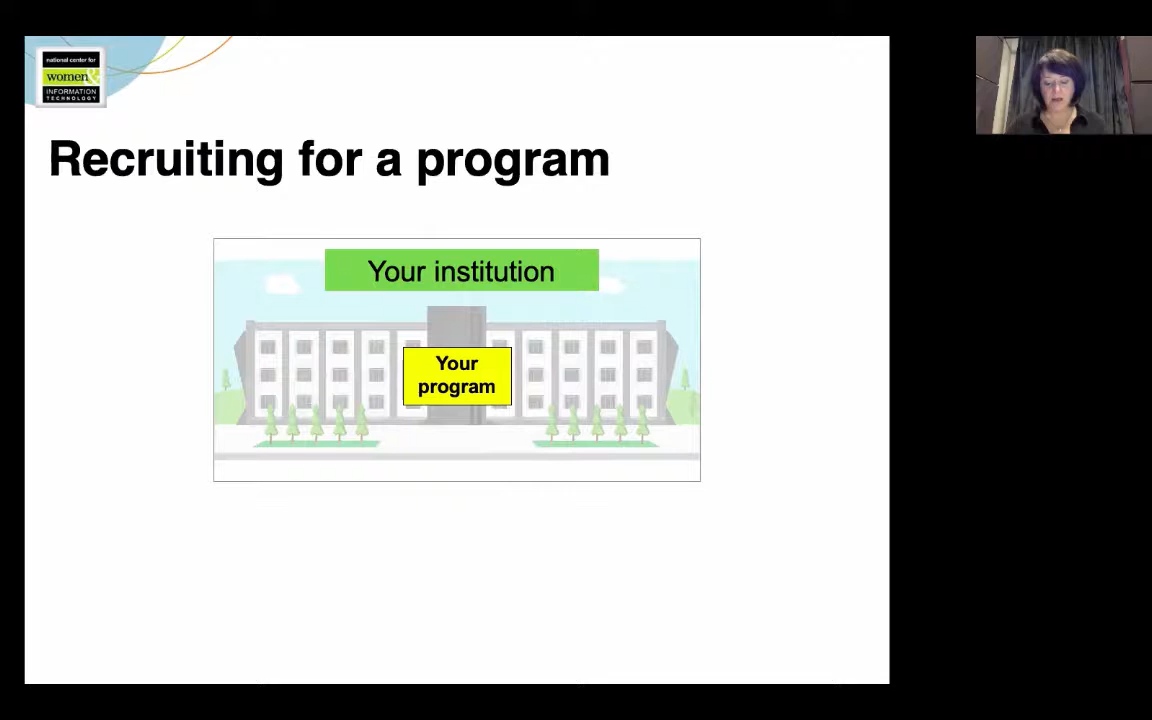 national center for
women&
INFORMATION
TECHNOLOGY
Recruiting for a program
Your institution
Your
program